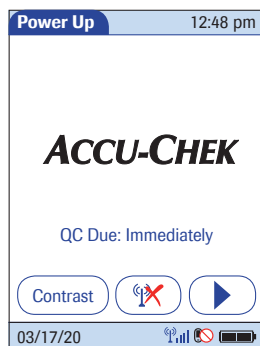 Power Up 12:48 pm
ACCU-CHEK
QC Due: Immediately
Contrast
03/17/20